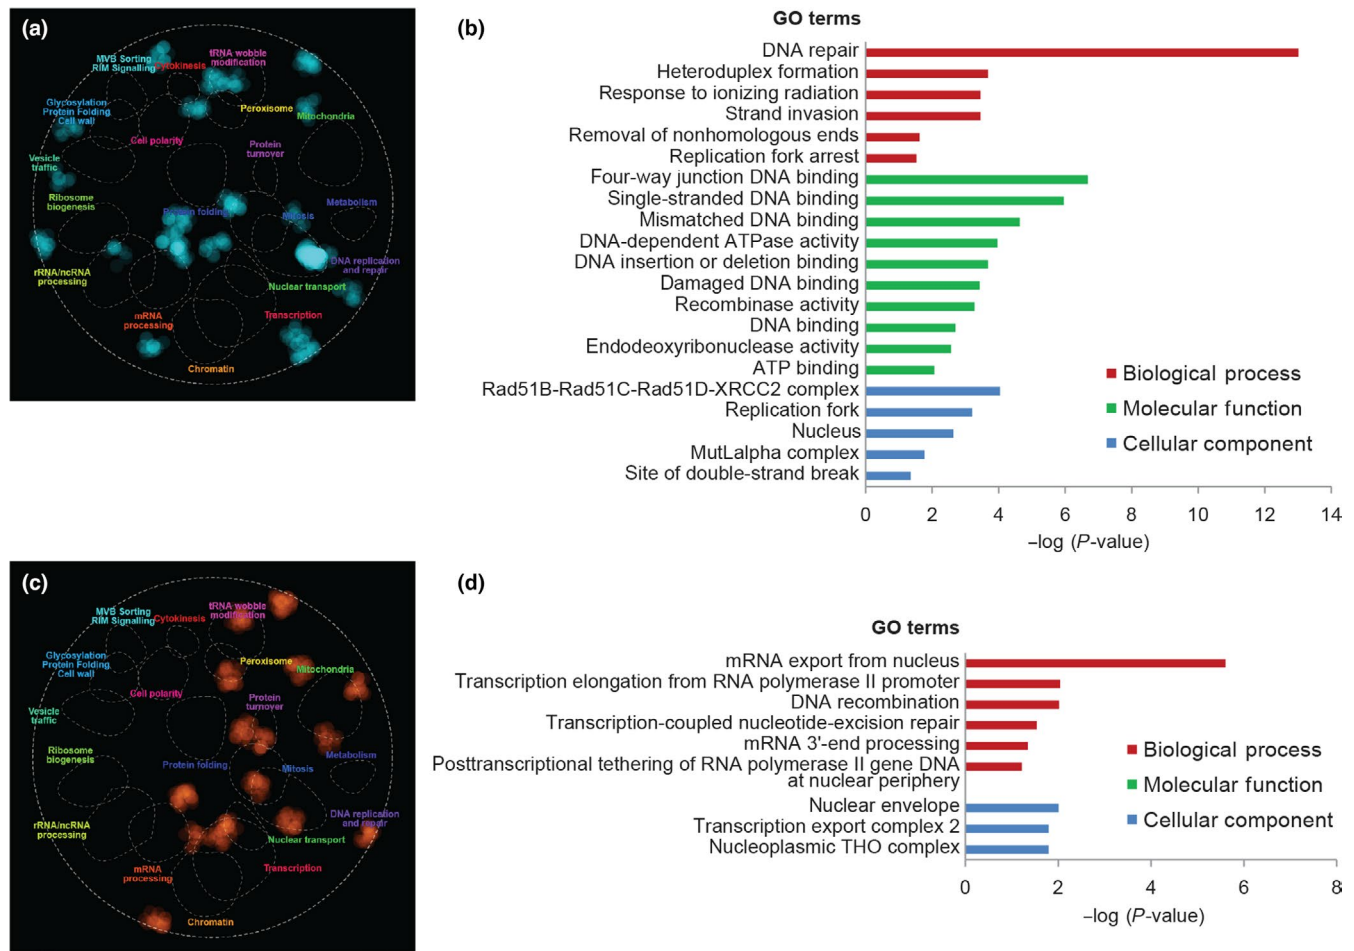 (a)
MVB Sorting
RIM Signalling
Cytokinesis
tRNA wobble
modification
Glycosylation
Protein Folding
Cell wall
Peroxisome
Mitochondria
Cell polarity
Protein
turnover
Vesicle
traffic
Ribosome
biogenesis
Protein folding
Mitosis
Metabolism
rRNA/ncRNA
processing
DNA replication
and repair
Nuclear transport
mRNA
processing
Transcription
Chromatin
(b)
GO terms
DNA repair
Heteroduplex formation
Response to ionizing radiation
Strand invasion
Removal of nonhomologous ends
Replication fork arrest
Four-way junction DNA binding
Single-stranded DNA binding
Mismatched DNA binding
DNA-dependent ATPase activity
DNA insertion or deletion binding
Damaged DNA binding
Recombinase activity
DNA binding
Endodeoxyribonuclease activity
ATP binding
Rad51B-Rad51C-Rad51D-XRCC2 complex
Replication fork
Nucleus
MutLalpha complex
Site of double-strand break
Biological process
Molecular function
Cellular component
0 2 4 6 8 10 12 14
–log (P-value)
(c)
MVB Sorting
RIM Signalling
Cytokinesis
tRNA wobble
modification
Glycosylation
Protein Folding
Cell wall
Peroxisome
Mitochondria
Cell polarity
Protein
turnover
Vesicle
traffic
Ribosome
biogenesis
Protein folding
Mitosis
Metabolism
rRNA/ncRNA
processing
DNA replication
and repair
Nuclear transport
mRNA
processing
Transcription
Chromatin
(d)
GO terms
mRNA export from nucleus
Transcription elongation from RNA polymerase II promoter
DNA recombination
Transcription-coupled nucleotide-excision repair
mRNA 3'-end processing
Posttranscriptional tethering of RNA polymerase II gene DNA
at nuclear periphery
Nuclear envelope
Transcription export complex 2
Nucleoplasmic THO complex
Biological process
Molecular function
Cellular component
0 2 4 6 8
–log (P-value)